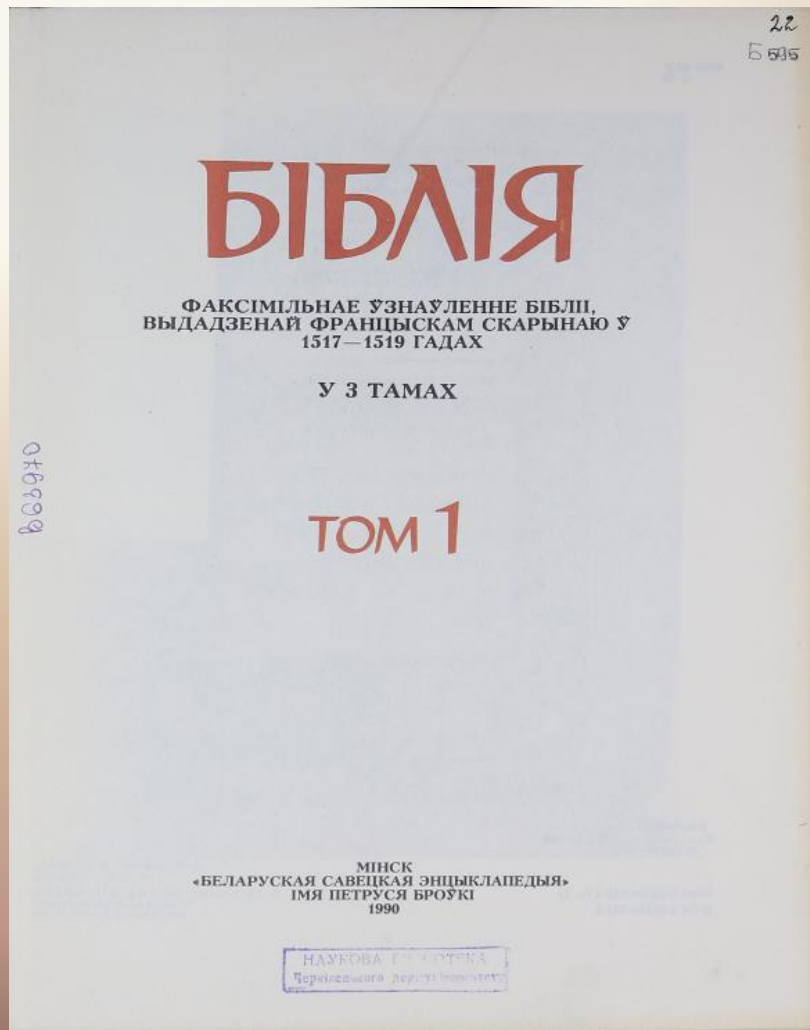 22
Б 595
БІБЛІЯ
ФАКСІМІЛЬНАЕ ЎЗНАЎЛЕННЕ БІБЛІІ,
ВЫДАДЗЕНАЙ ФРАНЦЫСКАМ СКАРЫНАЮ Ў
1517—1519 ГАДАХ
У 3 ТАМАХ
в63970
ТОМ 1
МІНСК
«БЕЛАРУСКАЯ САВЕЦКАЯ ЭНЦЫКЛАПЕДЫЯ»
ІМЯ ПЕТРУСЯ БРОЎКІ
1990
НАУКОВА